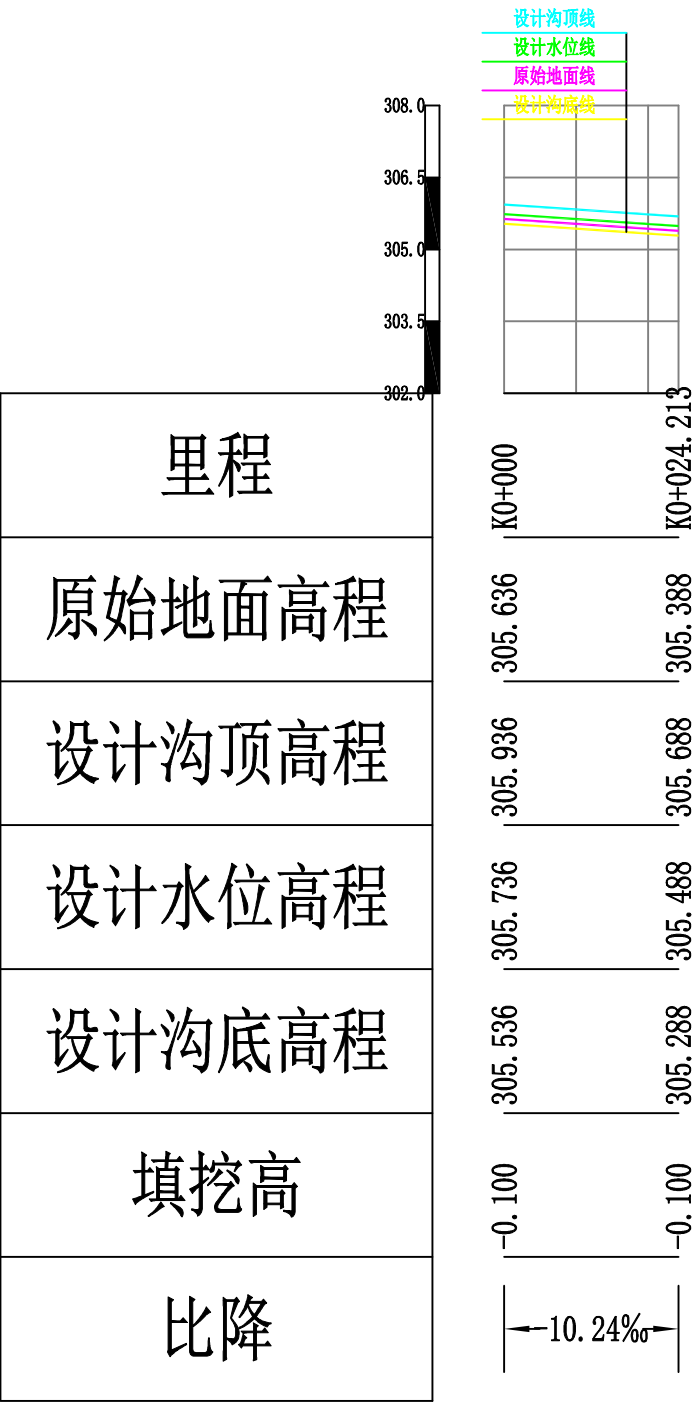 设计沟顶线
设计水位线
原始地面线
设计沟底线
308.0
306.5
305.0
303.5
302.0
里程 K0+000 K0+024.213
原始地面高程 305.636 305.388
设计沟顶高程 305.936 305.688
设计水位高程 305.736 305.488
设计沟底高程 305.536 305.288
填挖高 -0.100 -0.100
比降 10.24‰